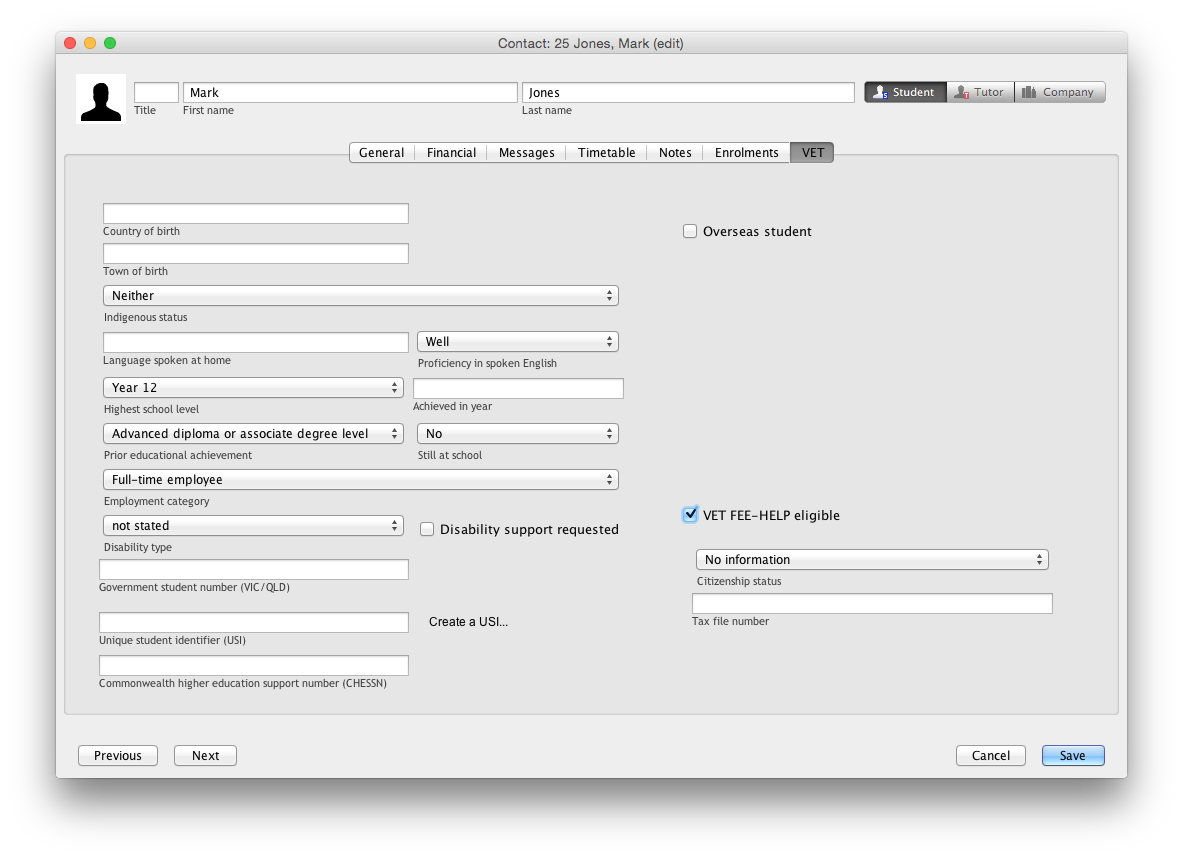 Contact: 25 Jones, Mark (edit)
Mark Jones Student Tutor Company
Title First name Last name
General Financial Messages Timetable Notes Enrolments VET
Country of birth
Overseas student
Town of birth
Neither
Indigenous status
Well
Language spoken at home Proficiency in spoken English
Year 12
Highest school level Achieved in year
Advanced diploma or associate degree level No
Prior educational achievement Still at school
Full-time employee
Employment category
VET FEE-HELP eligible
not stated Disability support requested
Disability type
No information
Citizenship status
Government student number (VIC/QLD)
Tax file number
Create a USI...
Unique student identifier (USI)
Commonwealth higher education support number (CHESSN)
Previous Next Cancel Save